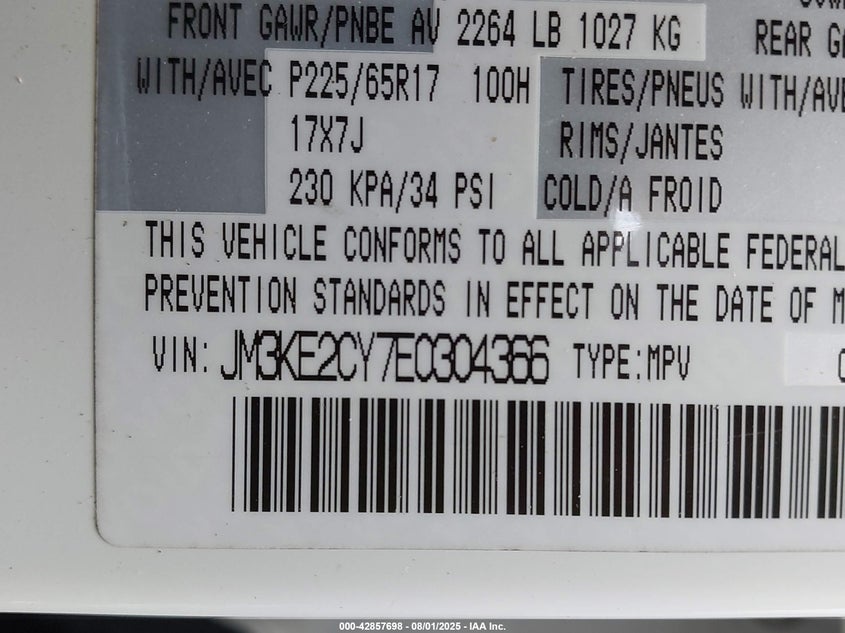 FRONT GAWR/PNBE AV 2264 LB 1027 KG REAR
WITH/AVEC P225/65R17 100H TIRES/PNEUS
17X7J RIMS/JANTES
230 KPA/34 PSI COLD/A FROID
THIS VEHICLE CONFORMS TO ALL APPLICABLE FEDERAL
PREVENTION STANDARDS IN EFFECT ON THE DATE OF
VIN: JM3KE2CY7E0304366 TYPE:MPV
000-42857698 - 08/01/2025 - IAA Inc.